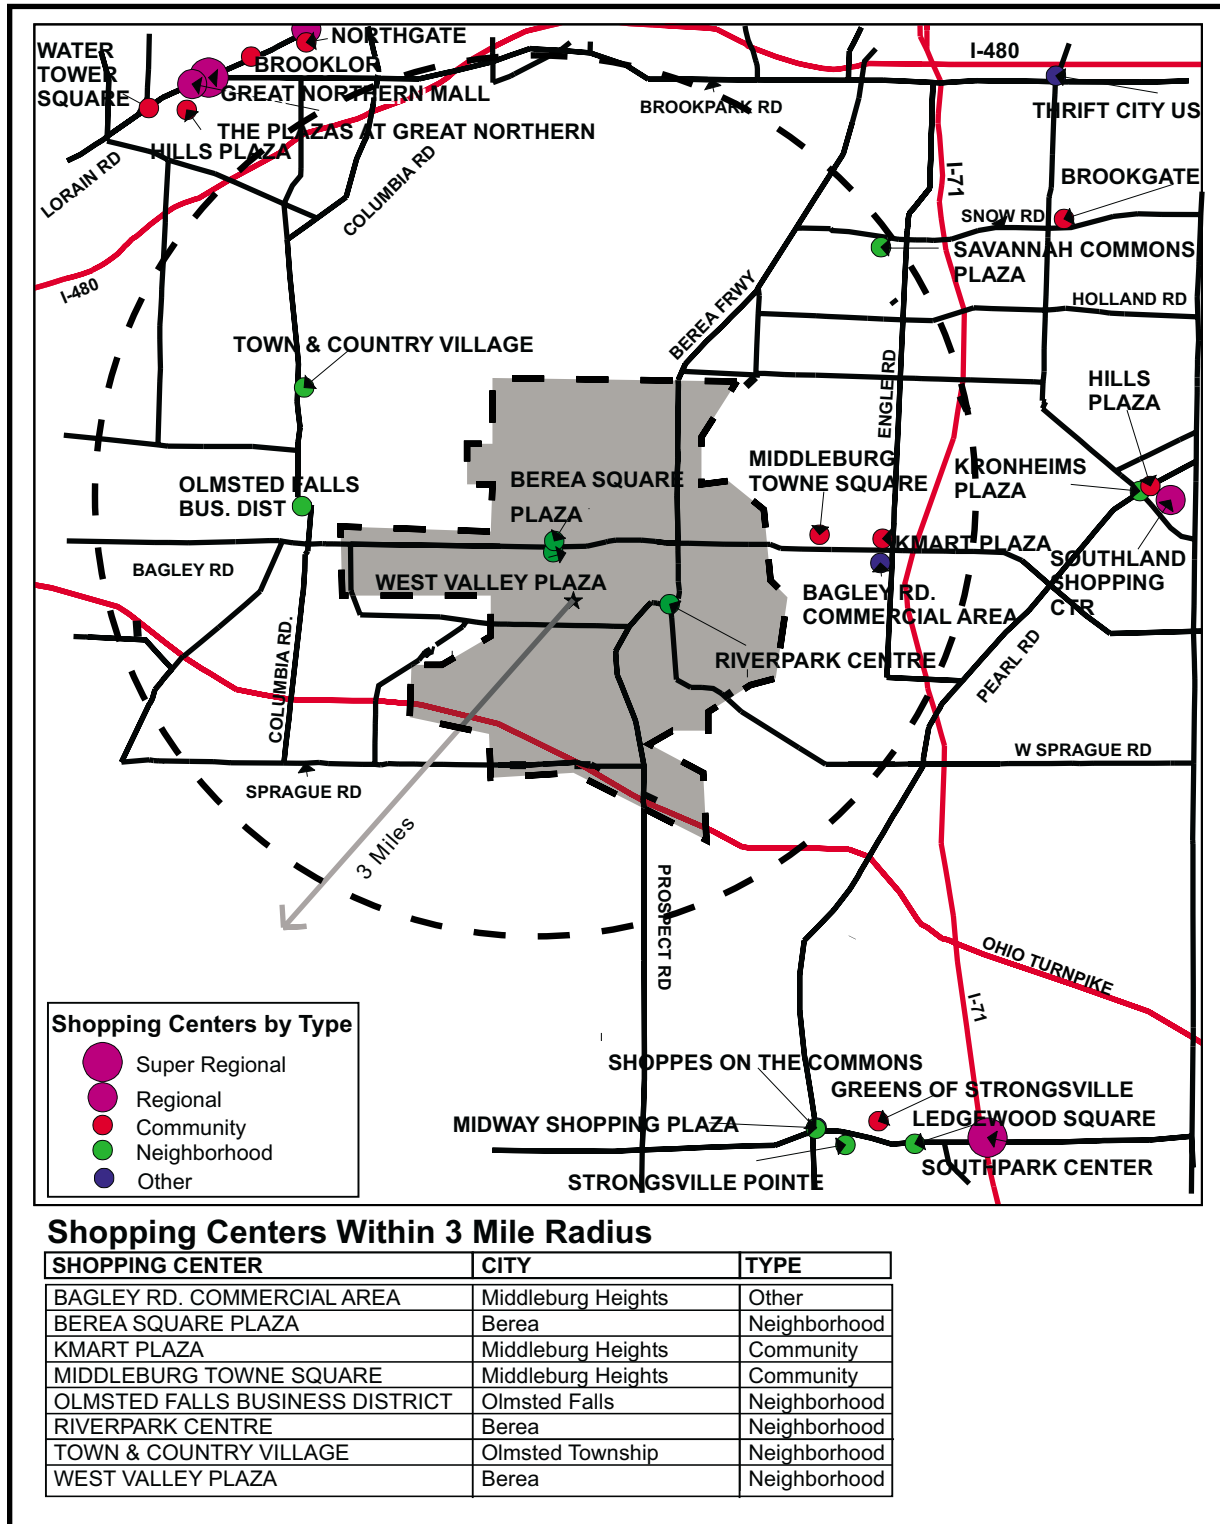 NORTHGATE
WATER
TOWER
SQUARE
BROOKLOR
GREAT NORTHERN MALL
THE PLAZAS AT GREAT NORTHERN
HILLS PLAZA
I-480
BROOKPARK RD
THRIFT CITY US
LORAIN RD
COLUMBIA RD
I-71
BROOKGATE
SNOW RD
SAVANNAH COMMONS
PLAZA
I-480
BEREA FRWY
HOLLAND RD
TOWN & COUNTRY VILLAGE
ENGLE RD
HILLS
PLAZA
OLMSTED FALLS
BUS. DIST
BEREA SQUARE
PLAZA
MIDDLEBURG
TOWNE SQUARE
KRONHEIMS
PLAZA
KMART PLAZA
BAGLEY RD
WEST VALLEY PLAZA
BAGLEY RD.
COMMERCIAL AREA
SOUTHLAND
SHOPPING
CTR
COLUMBIA RD.
RIVERPARK CENTRE
PEARL RD
W SPRAGUE RD
SPRAGUE RD
3 Miles
PROSPECT RD
OHIO TURNPIKE
I-71
Shopping Centers by Type
Super Regional
Regional
Community
Neighborhood
Other
SHOPPES ON THE COMMONS
GREENS OF STRONGSVILLE
MIDWAY SHOPPING PLAZA
LEDGEWOOD SQUARE
STRONGSVILLE POINTE
SOUTHPARK CENTER
Shopping Centers Within 3 Mile Radius
SHOPPING CENTER CITY TYPE
BAGLEY RD. COMMERCIAL AREA Middleburg Heights Other
BEREA SQUARE PLAZA Berea Neighborhood
KMART PLAZA Middleburg Heights Community
MIDDLEBURG TOWNE SQUARE Middleburg Heights Community
OLMSTED FALLS BUSINESS DISTRICT Olmsted Falls Neighborhood
RIVERPARK CENTRE Berea Neighborhood
TOWN & COUNTRY VILLAGE Olmsted Township Neighborhood
WEST VALLEY PLAZA Berea Neighborhood